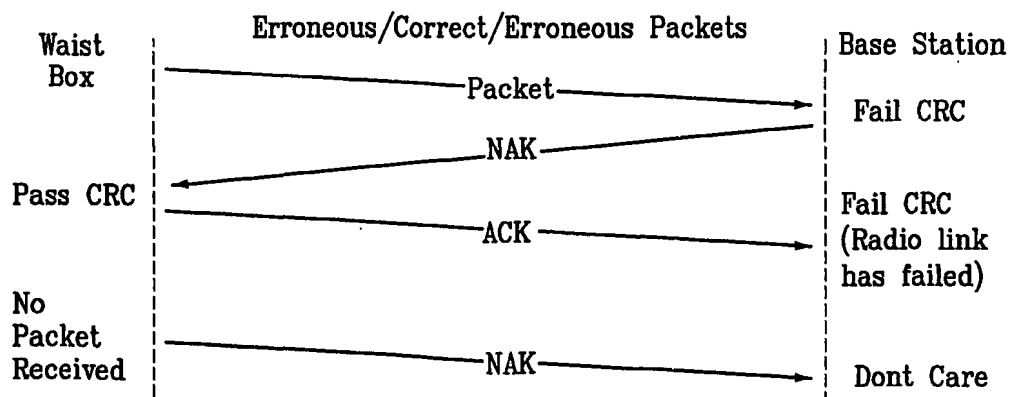 Erroneous/Correct/Erroneous Packets
Waist
Box
Base Station
Packet
Fail CRC
NAK
Pass CRC
ACK
Fail CRC
(Radio link
has failed)
No
Packet
Received
NAK
Dont Care